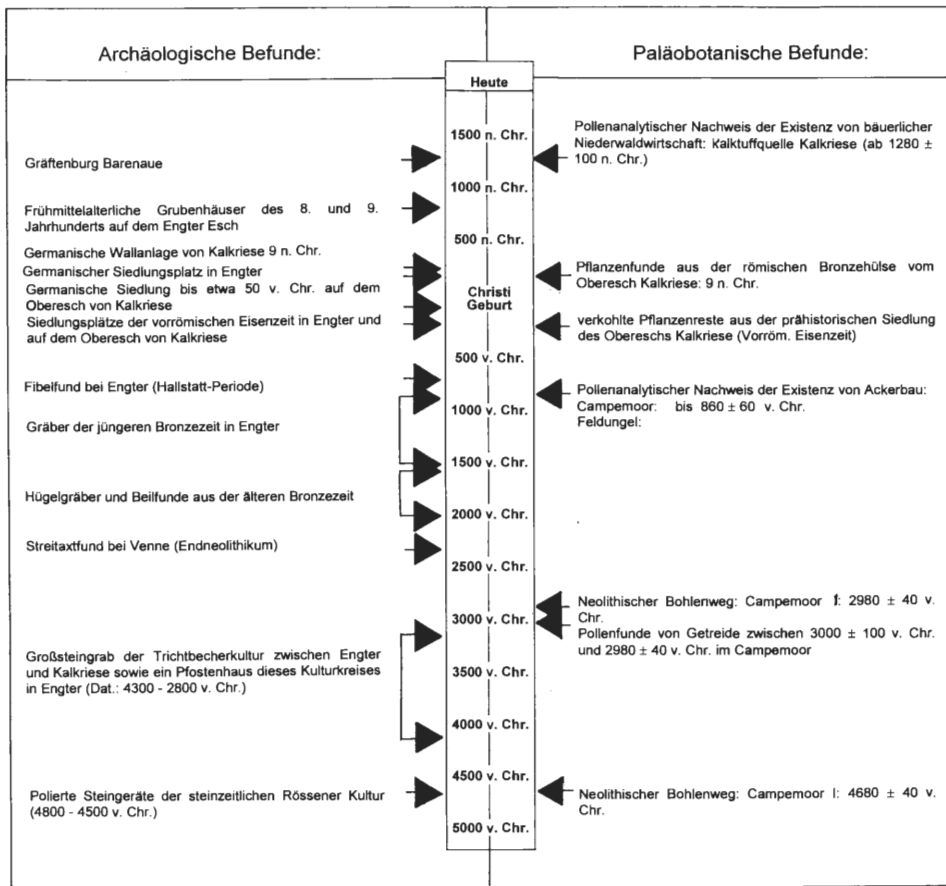 Archäologische Befunde:
Paläobotanische Befunde:
Heute
1500 n. Chr.
1000 n. Chr.
500 n. Chr.
Christi
Geburt
500 v. Chr.
1000 v. Chr.
1500 v. Chr.
2000 v. Chr.
2500 v. Chr.
3000 v. Chr.
3500 v. Chr.
4000 v. Chr.
4500 v. Chr.
5000 v. Chr.
Gräftenburg Barenaue
Frühmittelalterliche Grubenhäuser des 8. und 9.
Jahrhunderts auf dem Engter Esch
Germanische Wallanlage von Kalkriese 9 n. Chr.
Germanischer Siedlungsplatz in Engter
Germanische Siedlung bis etwa 50 v. Chr. auf dem
Oberesch von Kalkriese
Siedlungsplätze der vorrömischen Eisenzeit in Engter und
auf dem Oberesch von Kalkriese
Fibelfund bei Engter (Hallstatt-Periode)
Gräber der jüngeren Bronzezeit in Engter
Hügelgräber und Beilfunde aus der älteren Bronzezeit
Streitaxtfund bei Venne (Endneolithikum)
Großsteingrab der Trichtbecherkultur zwischen Engter
und Kalkriese sowie ein Pfostenhaus dieses Kulturkreises
in Engter (Dat.: 4300 - 2800 v. Chr.)
Polierte Steingeräte der steinzeitlichen Rössener Kultur
(4800 - 4500 v. Chr.)
Pollenanalytischer Nachweis der Existenz von bäuerlicher
Niederwaldwirtschaft: Kalktuffquelle Kalkriese (ab 1280 ±
100 n. Chr.)
Pflanzenfunde aus der römischen Bronzehülse vom
Oberesch Kalkriese: 9 n. Chr.
verkohlte Pflanzenreste aus der prähistorischen Siedlung
des Obereschs Kalkriese (Vorröm. Eisenzeit)
Pollenanalytischer Nachweis der Existenz von Ackerbau:
Campemoor: bis 860 ± 60 v. Chr.
Feldungel:
Neolithischer Bohlenweg: Campemoor I: 2980 ± 40 v.
Chr.
Pollenfunde von Getreide zwischen 3000 ± 100 v. Chr.
und 2980 ± 40 v. Chr. im Campemoor
Neolithischer Bohlenweg: Campemoor I: 4680 ± 40 v.
Chr.